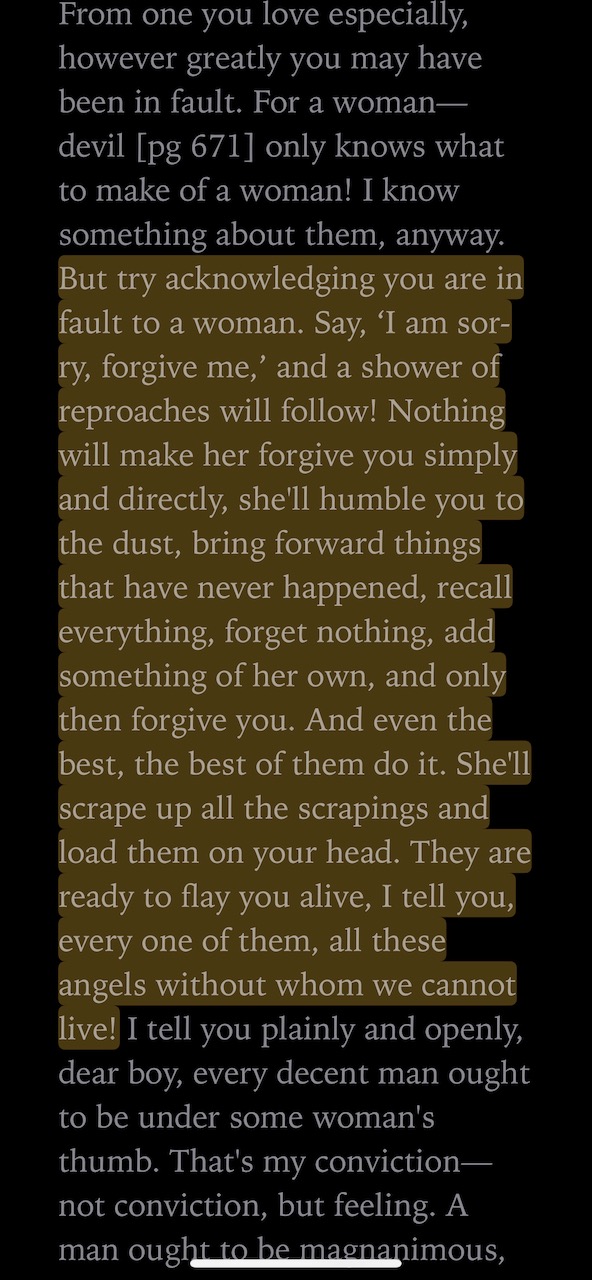 From one you love especially,
however greatly you may have
been in fault. For a woman—
devil [pg 671] only knows what
to make of a woman! I know
something about them, anyway.
But try acknowledging you are in
fault to a woman. Say, ‘I am sor-
ry, forgive me,’ and a shower of
reproaches will follow! Nothing
will make her forgive you simply
and directly, she'll humble you to
the dust, bring forward things
that have never happened, recall
everything, forget nothing, add
something of her own, and only
then forgive you. And even the
best, the best of them do it. She'll
scrape up all the scrapings and
load them on your head. They are
ready to flay you alive, I tell you,
every one of them, all these
angels without whom we cannot
live! I tell you plainly and openly,
dear boy, every decent man ought
to be under some woman's
thumb. That's my conviction—
not conviction, but feeling. A
man ought to be magnanimous,